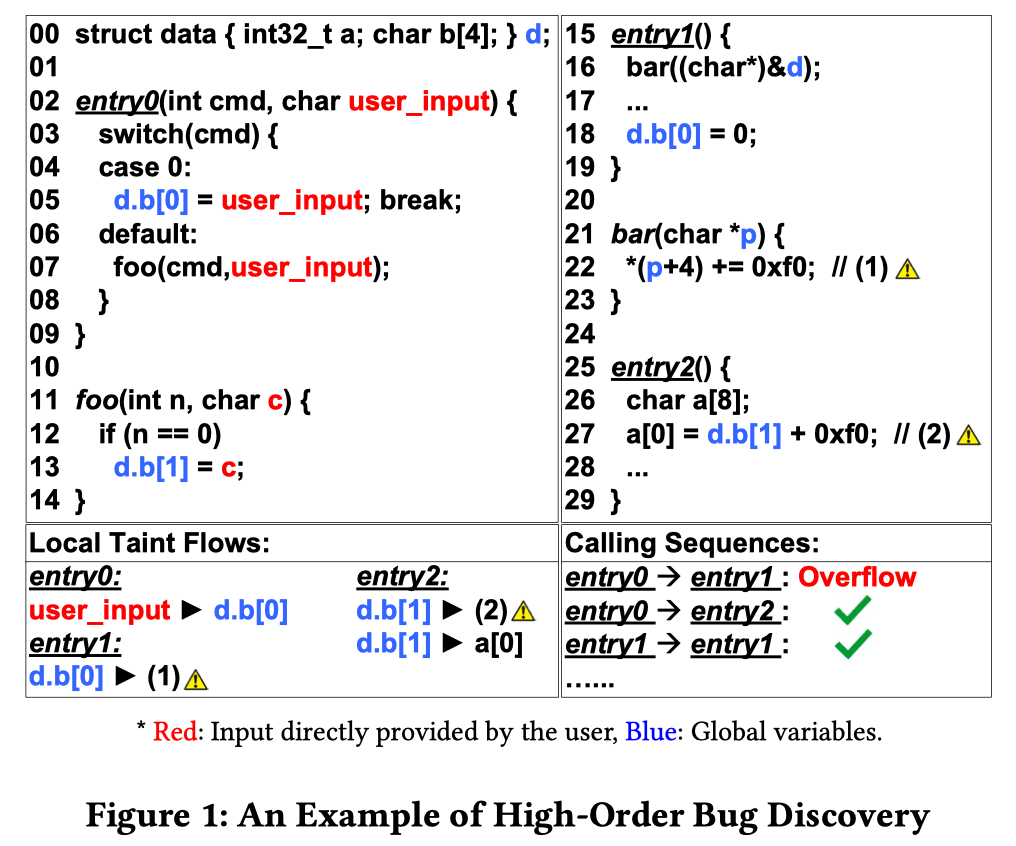 00 struct data { int32_t a; char b[4]; } d;
01
02 entry0(int cmd, char user_input) {
03 switch(cmd) {
04 case 0:
05 d.b[0] = user_input; break;
06 default:
07 foo(cmd,user_input);
08 }
09 }
10
11 foo(int n, char c) {
12 if (n == 0)
13 d.b[1] = c;
14 }
15 entry1() {
16 bar((char*)&d);
17 ...
18 d.b[0] = 0;
19 }
20
21 bar(char *p) {
22 *(p+4) += 0xf0; // (1)
23 }
24
25 entry2() {
26 char a[8];
27 a[0] = d.b[1] + 0xf0; // (2)
28 ...
29 }
Local Taint Flows:
entry0:
user_input ► d.b[0]
entry1:
d.b[0] ► (1)
entry2:
d.b[1] ► (2)
d.b[1] ► a[0]
Calling Sequences:
entry0 → entry1 : Overflow
entry0 → entry2 : ✓
entry1 → entry1 : ✓
......
* Red: Input directly provided by the user, Blue: Global variables.
Figure 1: An Example of High-Order Bug Discovery